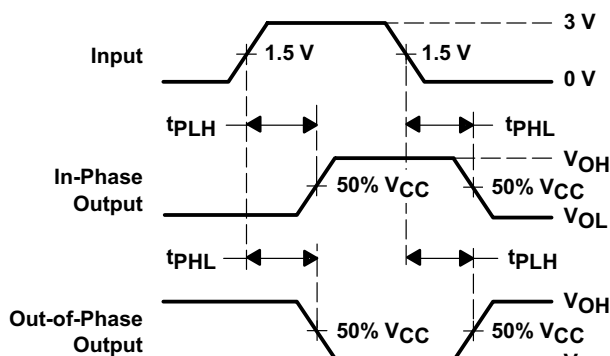 3 V
Input
1.5 V
1.5 V
0 V
tPLH
tPHL
VOH
In-Phase
Output
50% VCC
50% VCC
VOL
tPHL
tPLH
VOH
Out-of-Phase
Output
50% VCC
50% VCC